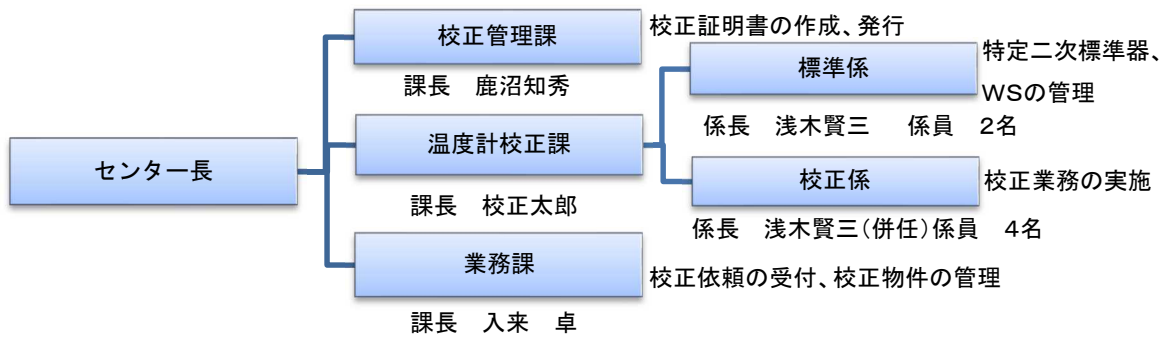 校正管理課
校正証明書の作成、発行
課長　鹿沼知秀
標準係
特定二次標準器、
WSの管理
係長　浅木賢三　係員　2名
センター長
温度計校正課
課長　校正太郎
校正係
校正業務の実施
係長　浅木賢三(併任)係員　4名
業務課
校正依頼の受付、校正物件の管理
課長　入来　卓